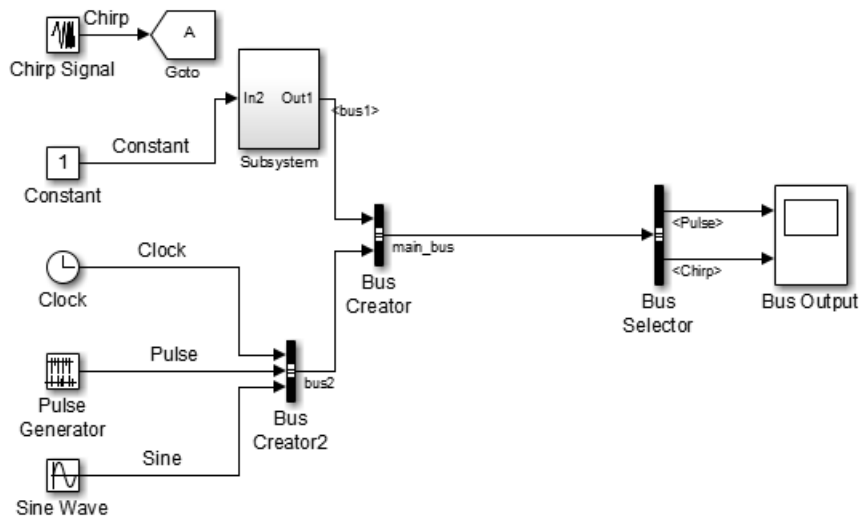 Chirp
A
Chirp Signal
Goto
In2
Out1
<bus1>
Constant
Subsystem
1
Constant
Clock
Clock
main_bus
Bus
Creator
<Pulse>
<Chirp>
Bus
Selector
Bus Output
Pulse
bus2
Pulse
Generator
Bus
Creator2
Sine
Sine Wave